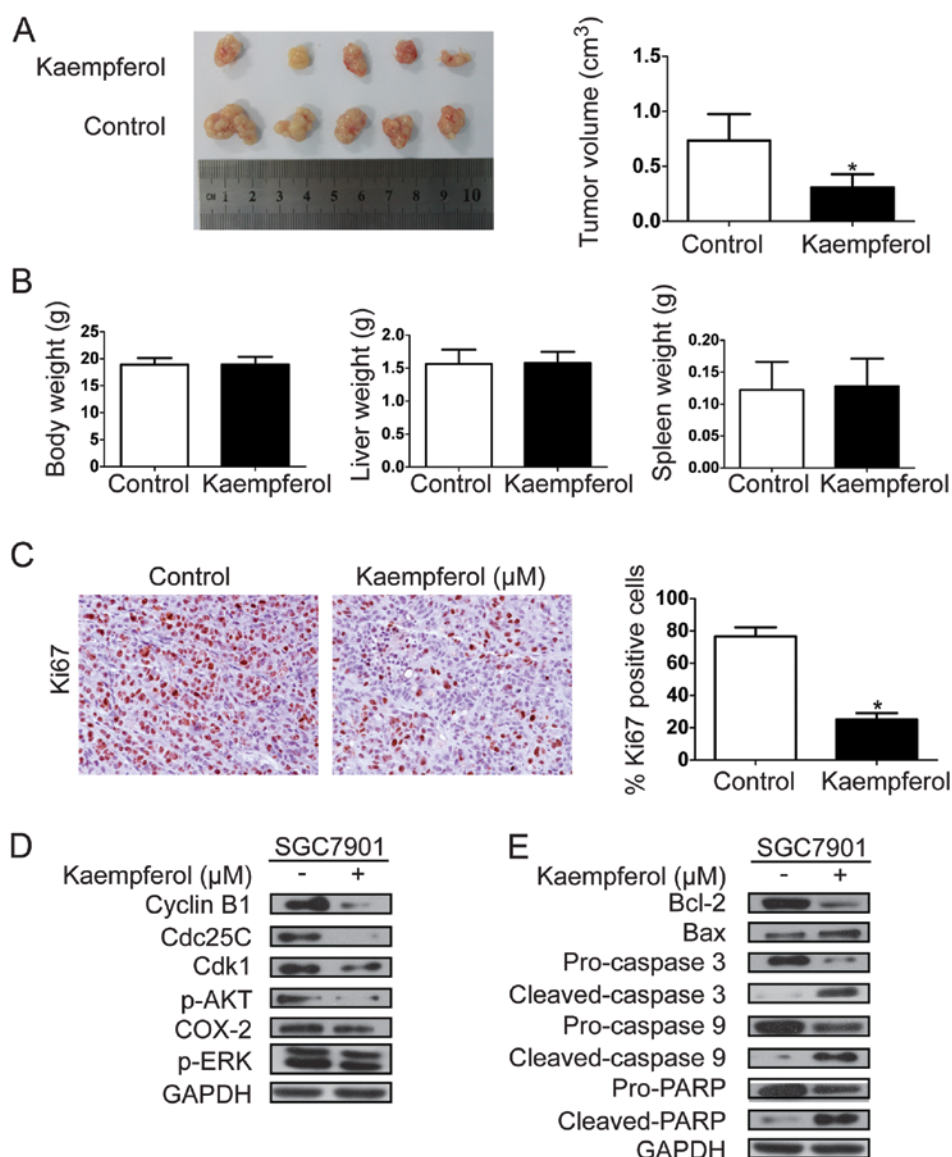 A
Kaempferol
Control
CM 1 2 3 4 5 6 7 8 9 10
Tumor volume (cm³)
1.5
1.0
0.5
0.0
*
Control Kaempferol
B
Body weight (g)
25
20
15
10
5
0
Control Kaempferol
Liver weight (g)
2.0
1.5
1.0
0.5
0.0
Control Kaempferol
Spleen weight (g)
0.20
0.15
0.10
0.05
0.00
Control Kaempferol
C
Control Kaempferol (µM)
Ki67
% Ki67 positive cells
100
80
60
40
20
0
*
Control Kaempferol
D
SGC7901
Kaempferol (µM) - +
Cyclin B1
Cdc25C
Cdk1
p-AKT
COX-2
p-ERK
GAPDH
E
SGC7901
Kaempferol (µM) - +
Bcl-2
Bax
Pro-caspase 3
Cleaved-caspase 3
Pro-caspase 9
Cleaved-caspase 9
Pro-PARP
Cleaved-PARP
GAPDH